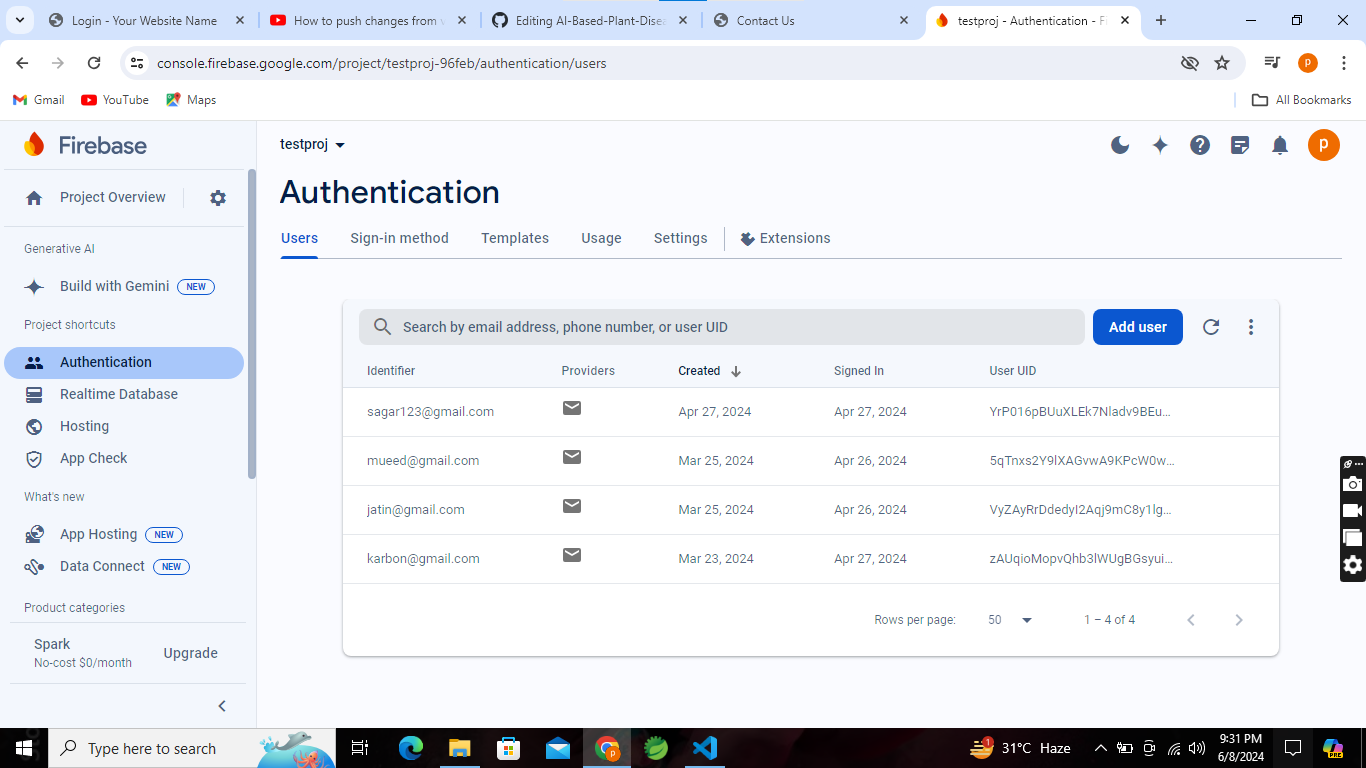 Login - Your Website Name
How to push changes from v
Editing AI-Based-Plant-Disea
Contact Us
testproj - Authentication - Fi
console.firebase.google.com/project/testproj-96feb/authentication/users
p
Gmail
YouTube
Maps
All Bookmarks
Firebase
testproj
p
Project Overview
Authentication
Generative AI
Users
Sign-in method
Templates
Usage
Settings
Extensions
Build with Gemini NEW
Project shortcuts
Authentication
Realtime Database
Hosting
App Check
What's new
App Hosting NEW
Data Connect NEW
Product categories
Spark
No-cost $0/month
Upgrade
Search by email address, phone number, or user UID
Add user
Identifier Providers Created Signed In User UID
sagar123@gmail.com Apr 27, 2024 Apr 27, 2024 YrP016pBUuXLEk7Nladv9BEu...
mueed@gmail.com Mar 25, 2024 Apr 26, 2024 5qTnxs2Y9lXAGvwA9KPcW0w...
jatin@gmail.com Mar 25, 2024 Apr 26, 2024 VyZAyRrDdedyI2Aqj9mC8y1lg...
karbon@gmail.com Mar 23, 2024 Apr 27, 2024 zAUqioMopvQhb3lWUgBGsyui...
Rows per page: 50 1 – 4 of 4
Type here to search
1
31°C Haze
9:31 PM
6/8/2024
PRE